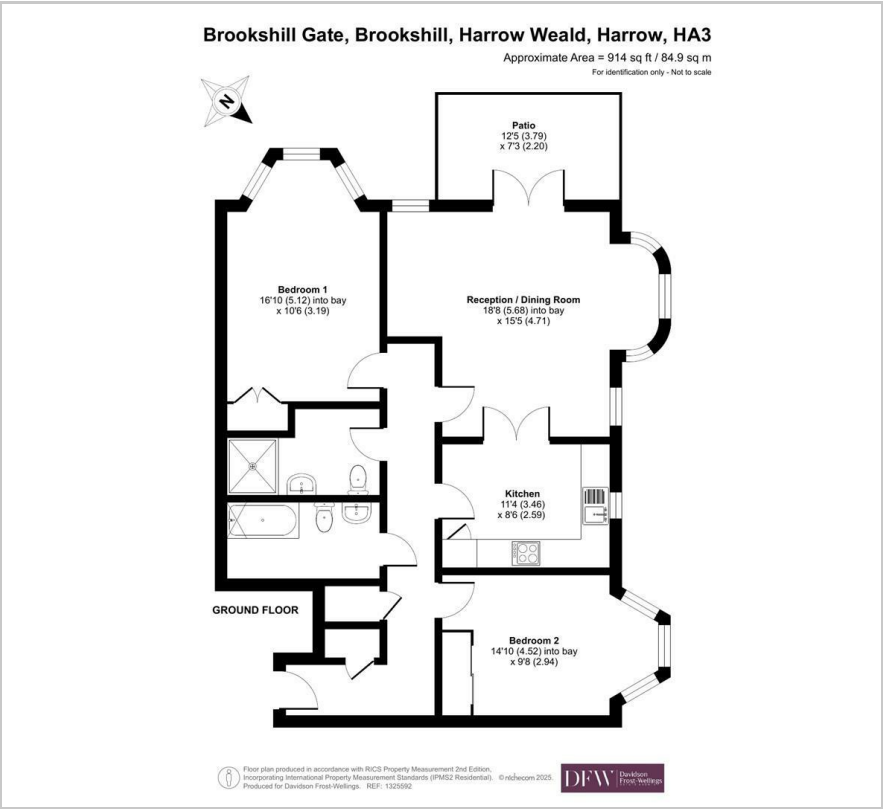 Brookshill Gate, Brookshill, Harrow Weald, Harrow, HA3
Approximate Area = 914 sq ft / 84.9 sq m
For identification only - Not to scale
N
Patio
12'5 (3.79)
x 7'3 (2.20)
Bedroom 1
16'10 (5.12) into bay
x 10'6 (3.19)
Reception / Dining Room
18'8 (5.68) into bay
x 15'5 (4.71)
Kitchen
11'4 (3.46)
x 8'6 (2.59)
GROUND FLOOR
Bedroom 2
14'10 (4.52) into bay
x 9'8 (2.94)
Floor plan produced in accordance with RICS Property Measurement 2nd Edition,
Incorporating International Property Measurement Standards (IPMS2 Residential). © nichecom 2025.
Produced for Davidson Frost-Wellings. REF: 1325592
DFW
Davidson
Frost-Wellings